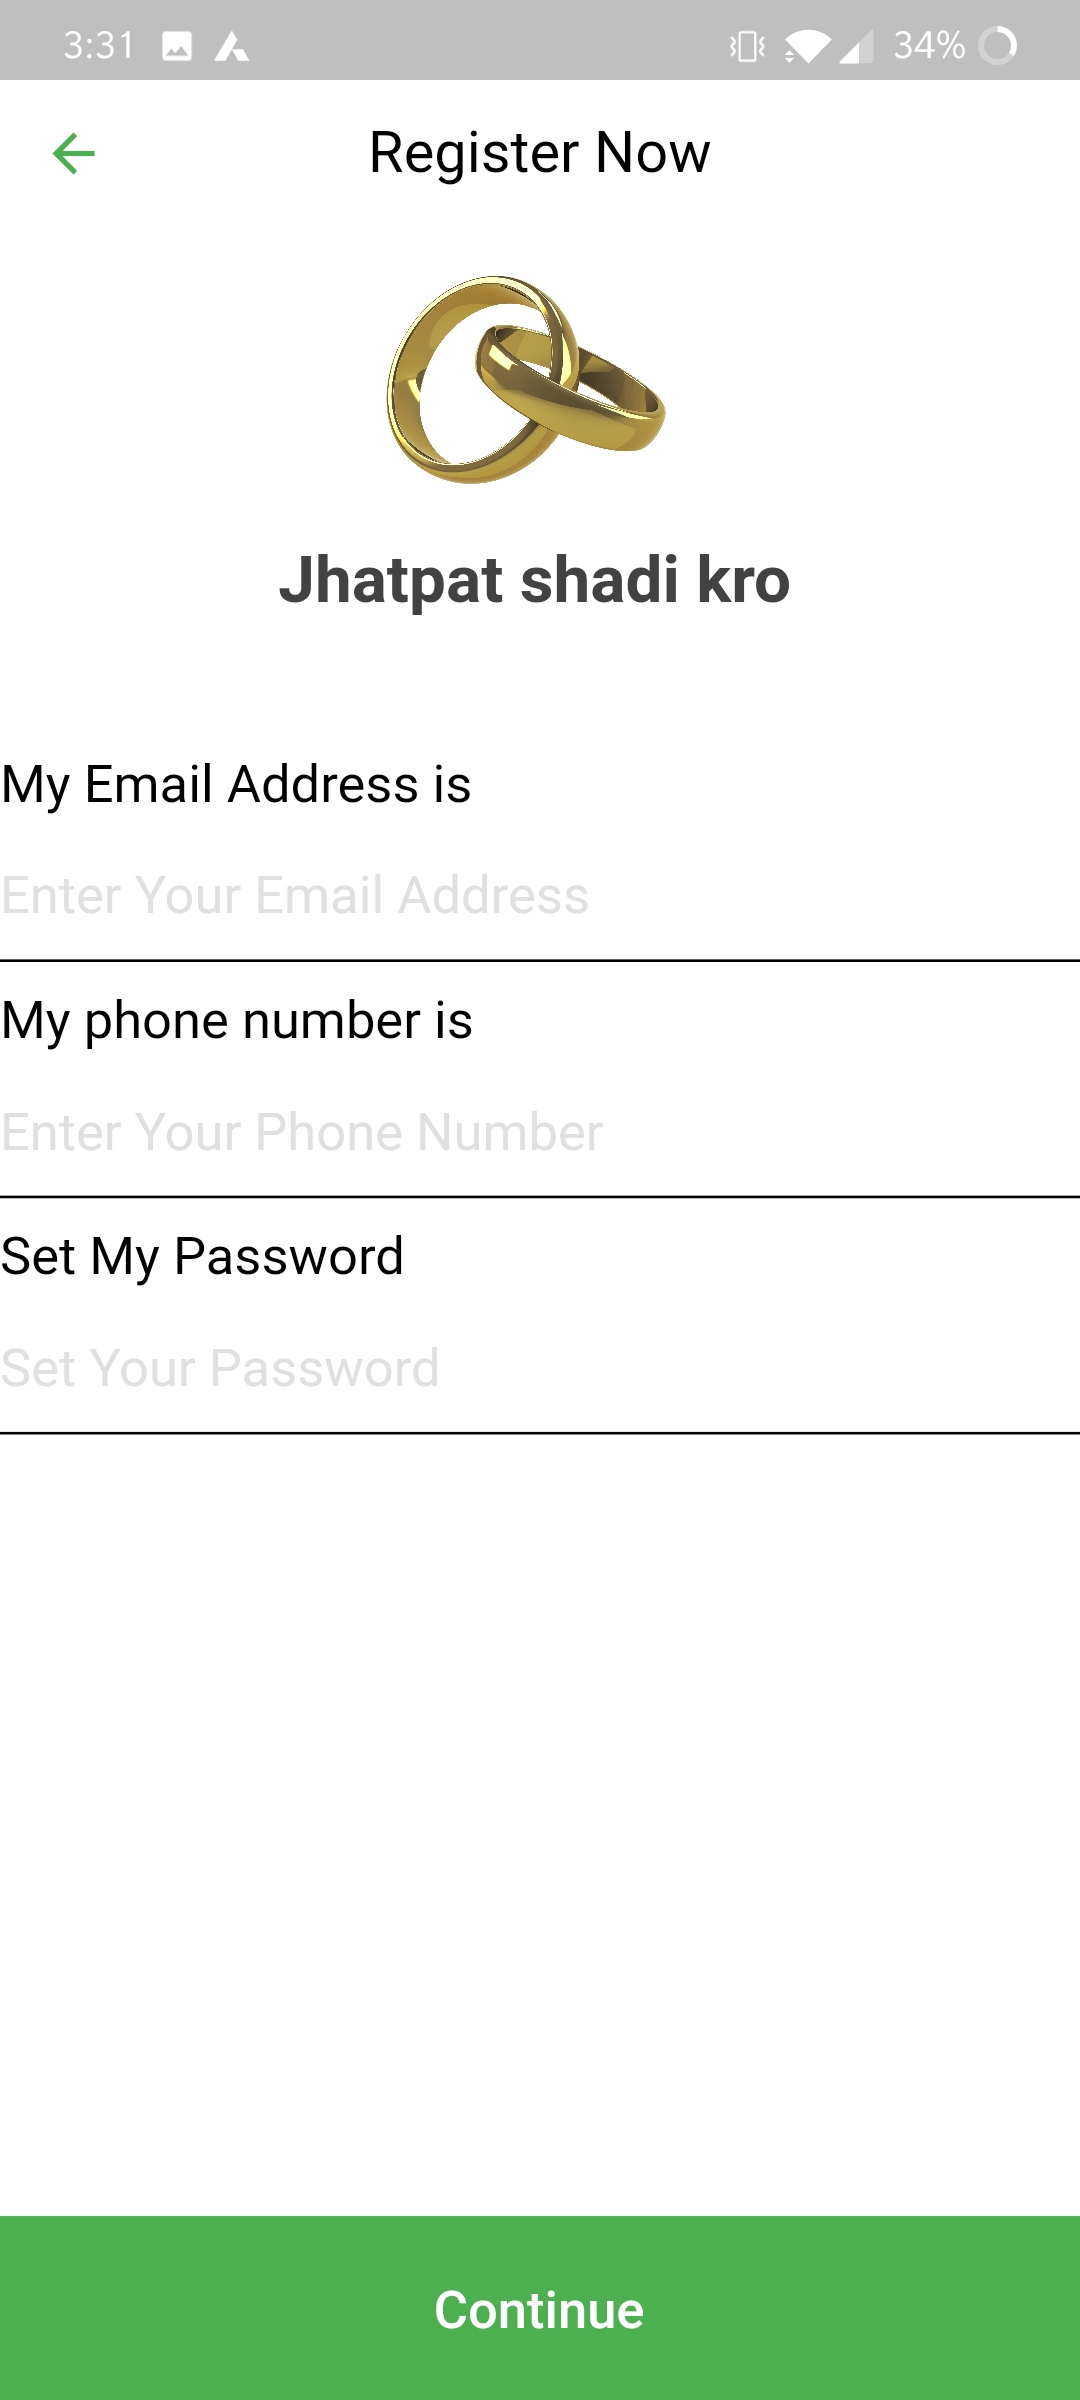 3:31 34%
Register Now
Jhatpat shadi kro
My Email Address is
Enter Your Email Address
My phone number is
Enter Your Phone Number
Set My Password
Set Your Password
Continue